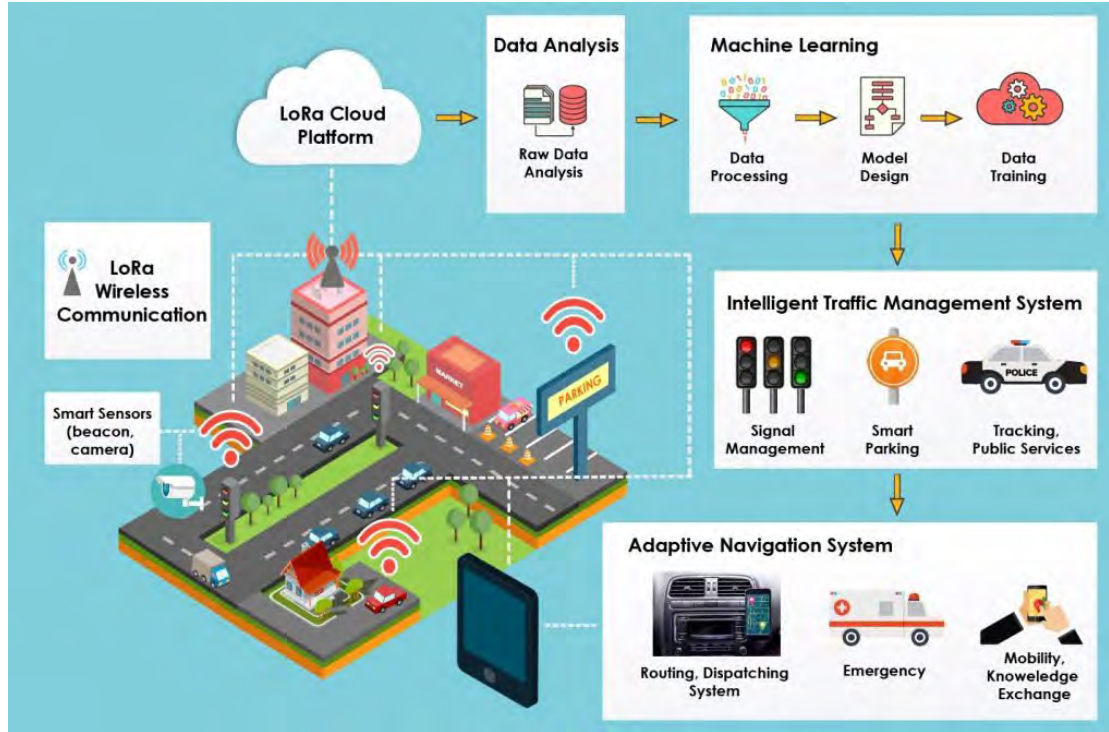 LoRa Cloud
Platform
Data Analysis
Raw Data
Analysis
Machine Learning
Data
Processing
Model
Design
Data
Training
LoRa
Wireless
Communication
Smart Sensors
(beacon,
camera)
MARKET
PARKING
Intelligent Traffic Management System
POLICE
Signal
Management
Smart
Parking
Tracking,
Public Services
Adaptive Navigation System
Routing, Dispatching
System
Emergency
Mobility,
Knoweledge
Exchange